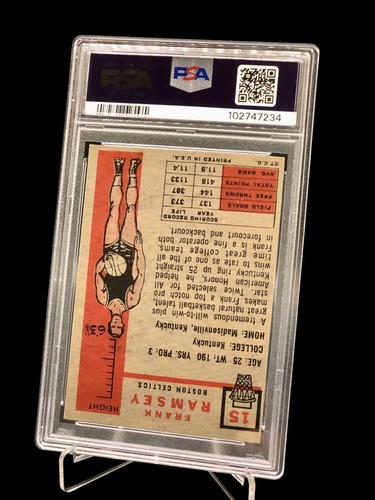 PSA
PSA
102747234
15
FRANK
RAMSEY
BOSTON CELTICS
HEIGHT
AGE: 25 WT: 190 YRS. PRO: 3
COLLEGE: Kentucky
HOME: Madisonville, Kentucky
A tremendous will-to-win plus
great natural basketball talent,
makes Frank a top notch pro
star. Twice selected for All
American Honors, he helped
Kentucky ring up 25 straight
wins to rate as one of the all
time great college teams.
Frank is a fine operator both
in forecourt and backcourt.
SCORING RECORD
YEAR LIFE
FIELD GOALS 137 373
FREE THROWS 144 387
TOTAL POINTS 418 1133
AVG. GAME 11.9 11.4
©T.C.G. PRINTED IN U.S.A.